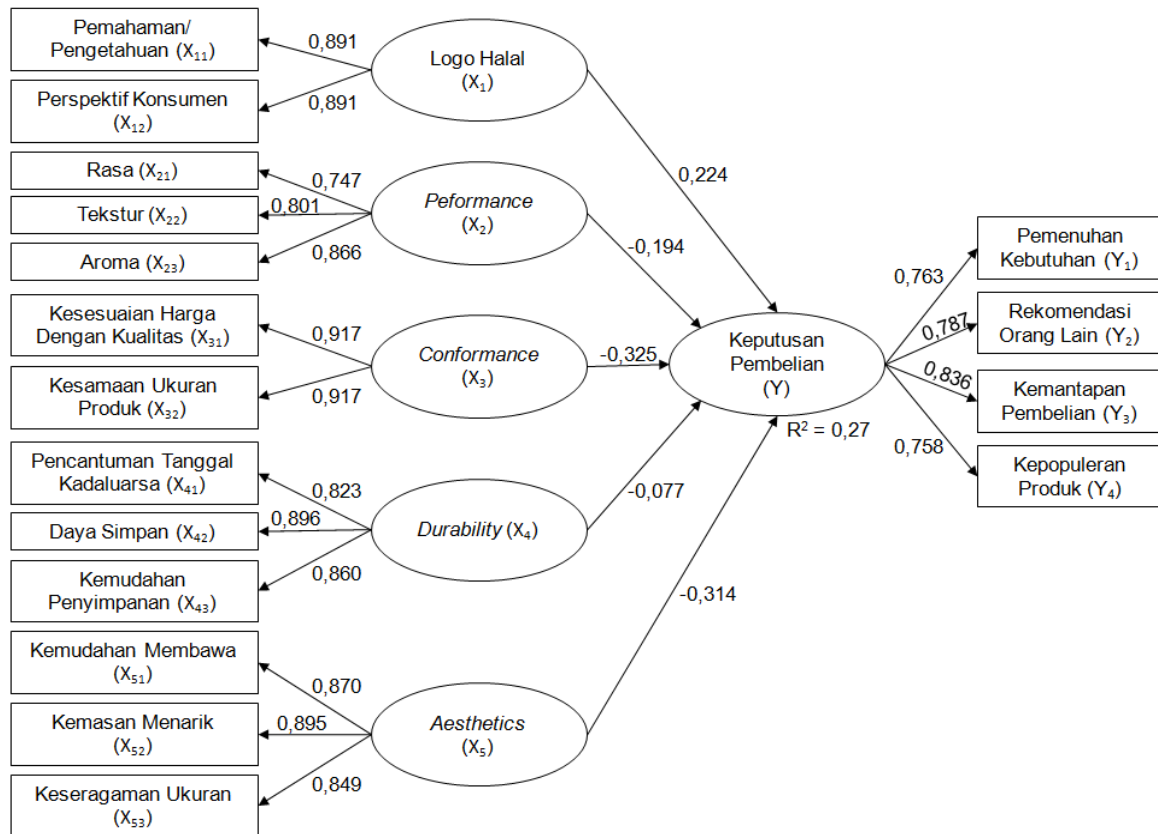 Pemahaman/
Pengetahuan (X₁₁)
0,891
Logo Halal
(X₁)
Perspektif Konsumen
(X₁₂)
0,891
0,224
Rasa (X₂₁)
0,747
Tekstur (X₂₂)
0,801
Peformance
(X₂)
Aroma (X₂₃)
0,866
-0,194
Kesesuaian Harga
Dengan Kualitas (X₃₁)
0,917
Conformance
(X₃)
-0,325
Kesamaan Ukuran
Produk (X₃₂)
0,917
Keputusan
Pembelian
(Y)
R² = 0,27
Pemenuhan
Kebutuhan (Y₁)
0,763
Rekomendasi
Orang Lain (Y₂)
0,787
Kemantapan
Pembelian (Y₃)
0,836
Kepopuleran
Produk (Y₄)
0,758
Pencantuman Tanggal
Kadaluarsa (X₄₁)
0,823
Daya Simpan (X₄₂)
0,896
Durability (X₄)
-0,077
Kemudahan
Penyimpanan (X₄₃)
0,860
-0,314
Kemudahan Membawa
(X₅₁)
0,870
Kemasan Menarik
(X₅₂)
0,895
Aesthetics
(X₅)
Keseragaman Ukuran
(X₅₃)
0,849